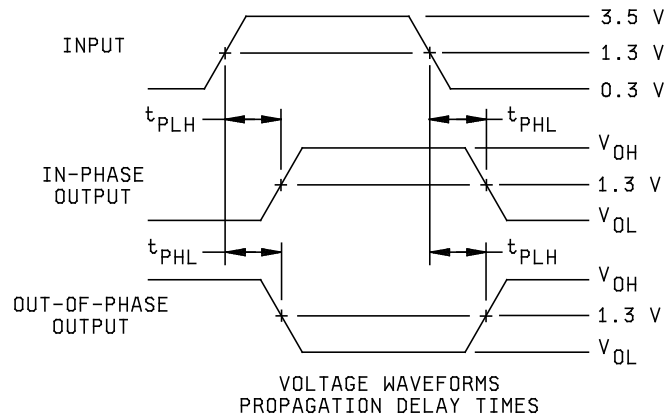 3.5 V
INPUT
1.3 V
0.3 V
tPLH
tPHL
VOH
IN-PHASE
OUTPUT
1.3 V
VOL
tPHL
tPLH
VOH
OUT-OF-PHASE
OUTPUT
1.3 V
VOL
VOLTAGE WAVEFORMS
PROPAGATION DELAY TIMES